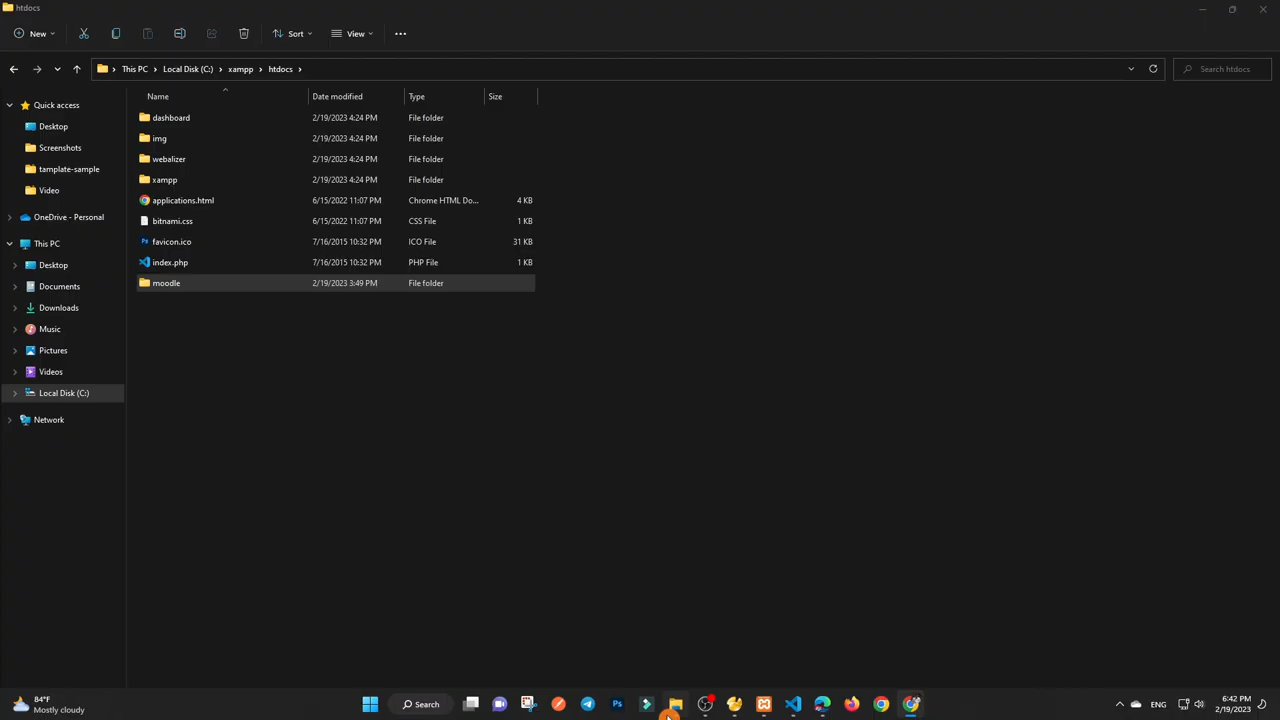 htdocs
New
Sort
View
This PC
Local Disk (C:)
xampp
htdocs
Search htdocs
Name
Date modified
Type
Size
Quick access
Desktop
Screenshots
tamplate-sample
Video
OneDrive - Personal
This PC
Desktop
Documents
Downloads
Music
Pictures
Videos
Local Disk (C:)
Network
dashboard 2/19/2023 4:24 PM File folder
img 2/19/2023 4:24 PM File folder
webalizer 2/19/2023 4:24 PM File folder
xampp 2/19/2023 4:24 PM File folder
applications.html 6/15/2022 11:07 PM Chrome HTML Do... 4 KB
bitnami.css 6/15/2022 11:07 PM CSS File 1 KB
favicon.ico 7/16/2015 10:32 PM ICO File 31 KB
index.php 7/16/2015 10:32 PM PHP File 1 KB
moodle 2/19/2023 3:49 PM File folder
84°F
Mostly cloudy
Search
Ps
ENG
6:42 PM
2/19/2023